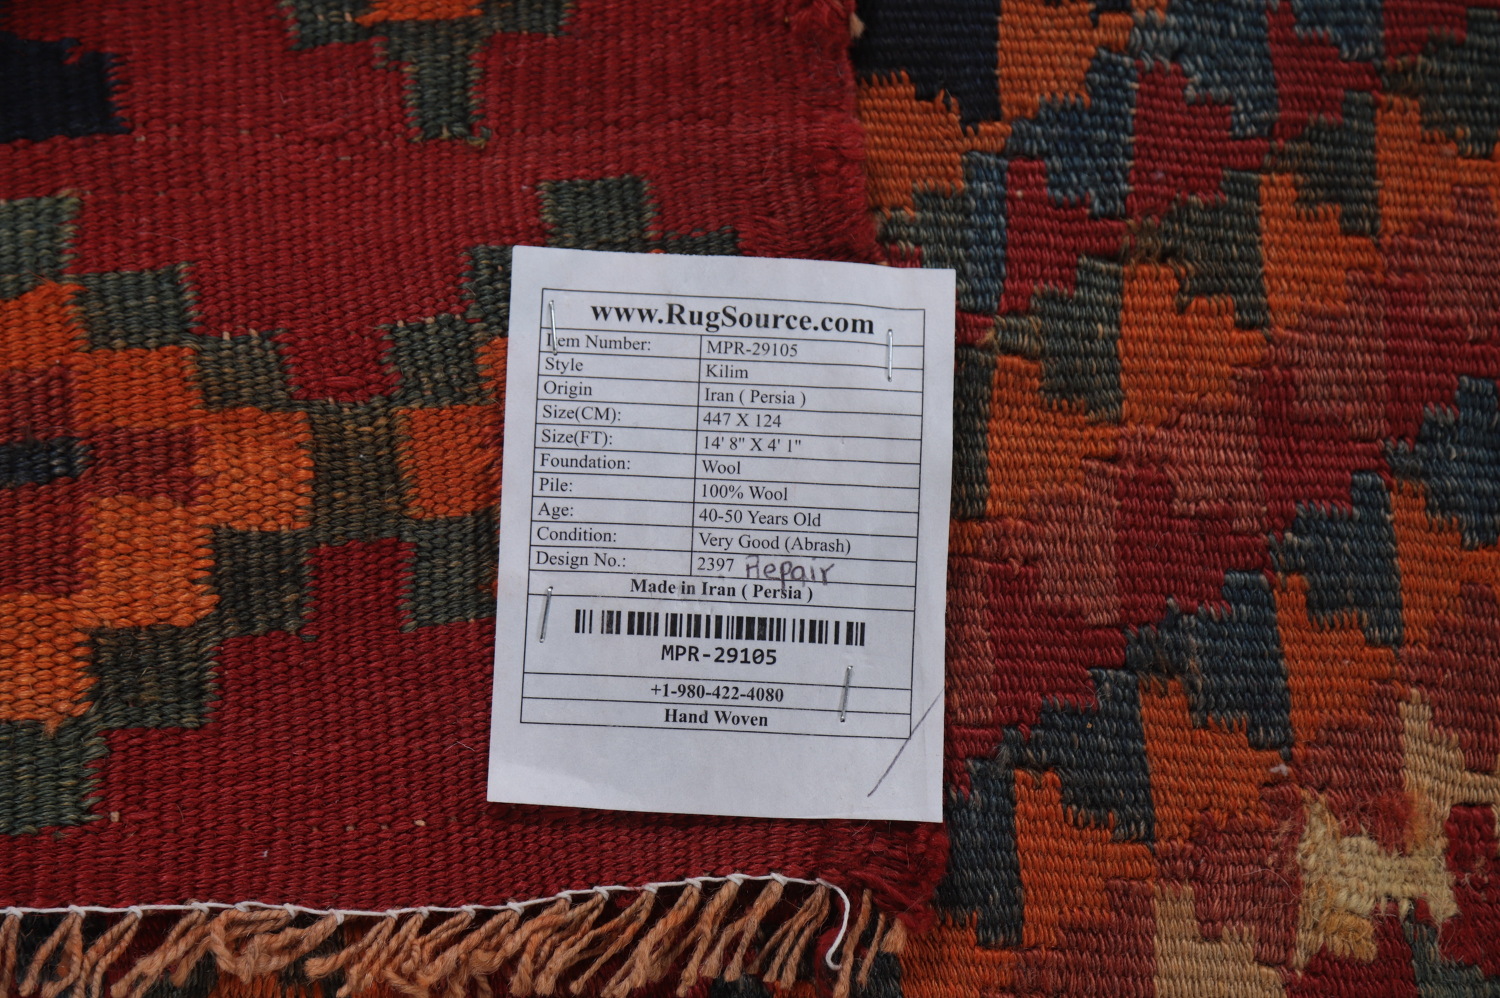 www.RugSource.com
Item Number: MPR-29105
Style Kilim
Origin Iran ( Persia )
Size(CM): 447 X 124
Size(FT): 14' 8" X 4' 1"
Foundation: Wool
Pile: 100% Wool
Age: 40-50 Years Old
Condition: Very Good (Abrash)
Design No.: 2397 Repair
Made in Iran ( Persia )
MPR-29105
+1-980-422-4080
Hand Woven